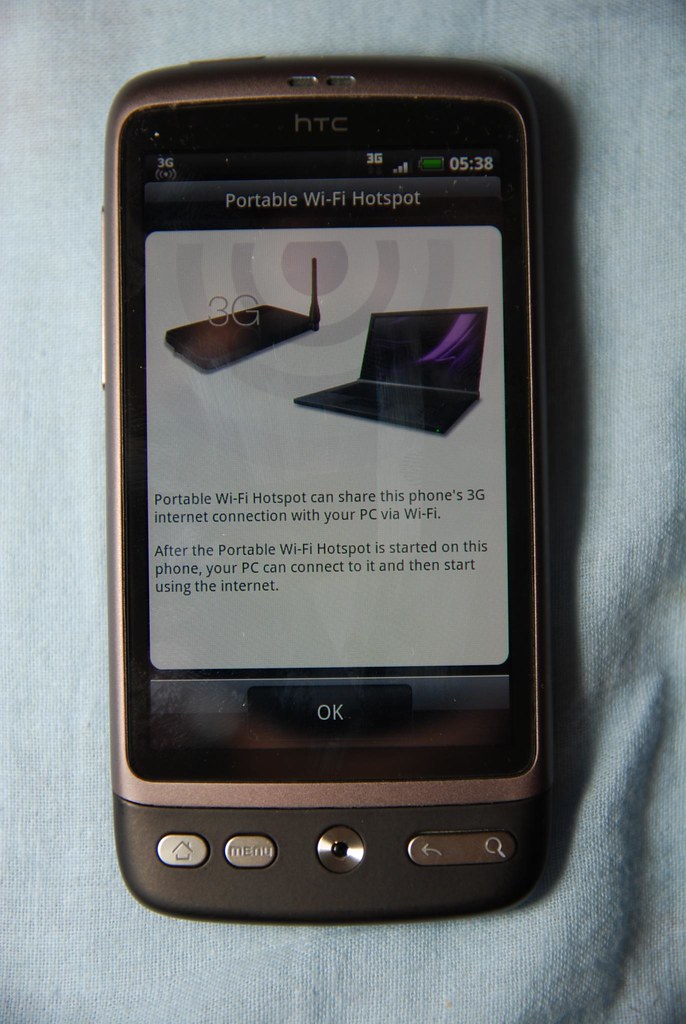 hTC
3G 3G 05:38
Portable Wi-Fi Hotspot
3G
Portable Wi-Fi Hotspot can share this phone's 3G
internet connection with your PC via Wi-Fi.
After the Portable Wi-Fi Hotspot is started on this
phone, your PC can connect to it and then start
using the internet.
OK
menu